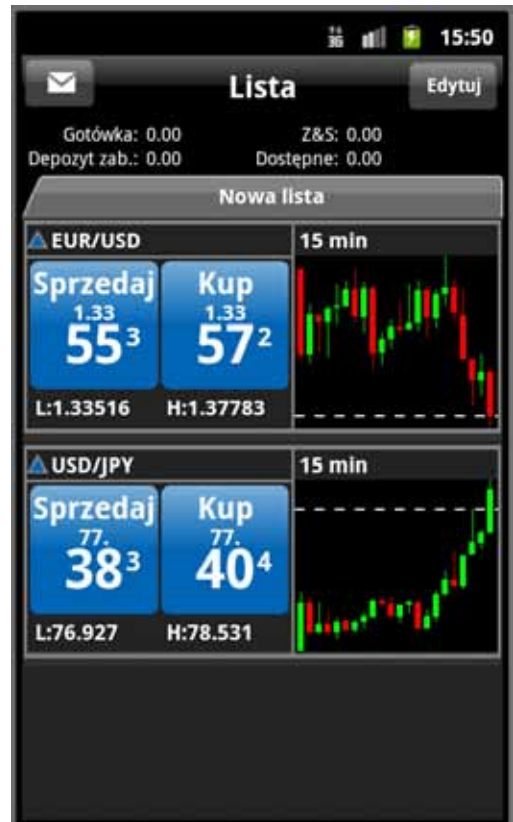 3G 15:50
Lista Edytuj
Gotówka: 0.00 Z&S: 0.00
Depozyt zab.: 0.00 Dostępne: 0.00
Nowa lista
EUR/USD 15 min
Sprzedaj Kup
1.33 1.33
55³ 57²
L:1.33516 H:1.37783
USD/JPY 15 min
Sprzedaj Kup
77. 77.
38³ 40⁴
L:76.927 H:78.531